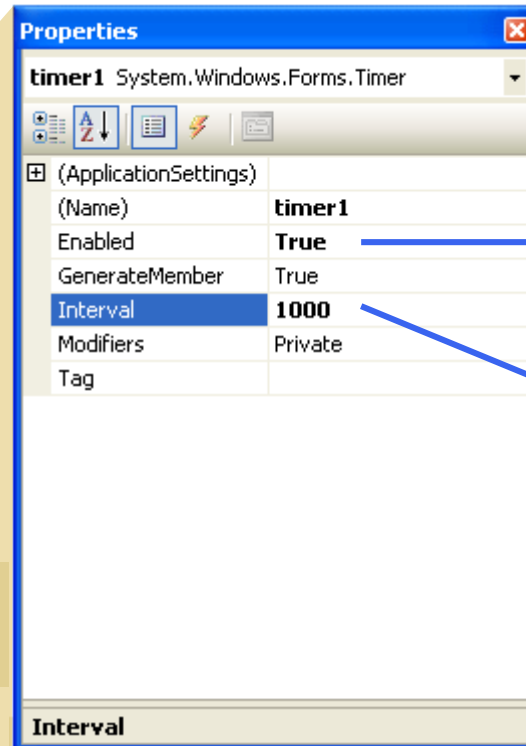 Properties
timer1 System.Windows.Forms.Timer
(ApplicationSettings)
(Name) timer1
Enabled True
GenerateMember True
Interval 1000
Modifiers Private
Tag
Interval